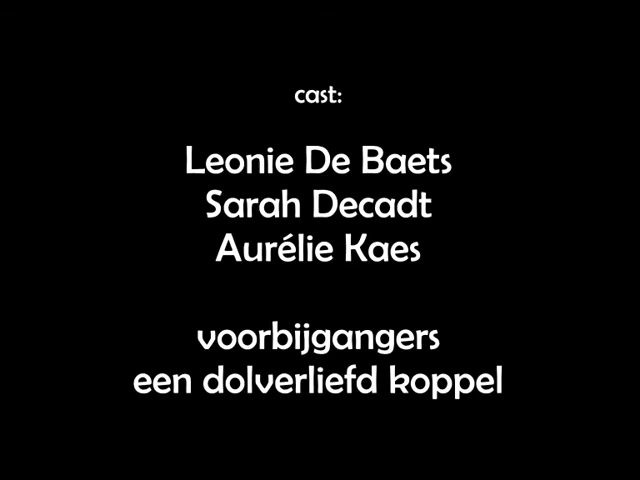 cast:
Leonie De Baets
Sarah Decadt
Aurélie Kaes
voorbijgangers
een dolverliefd koppel